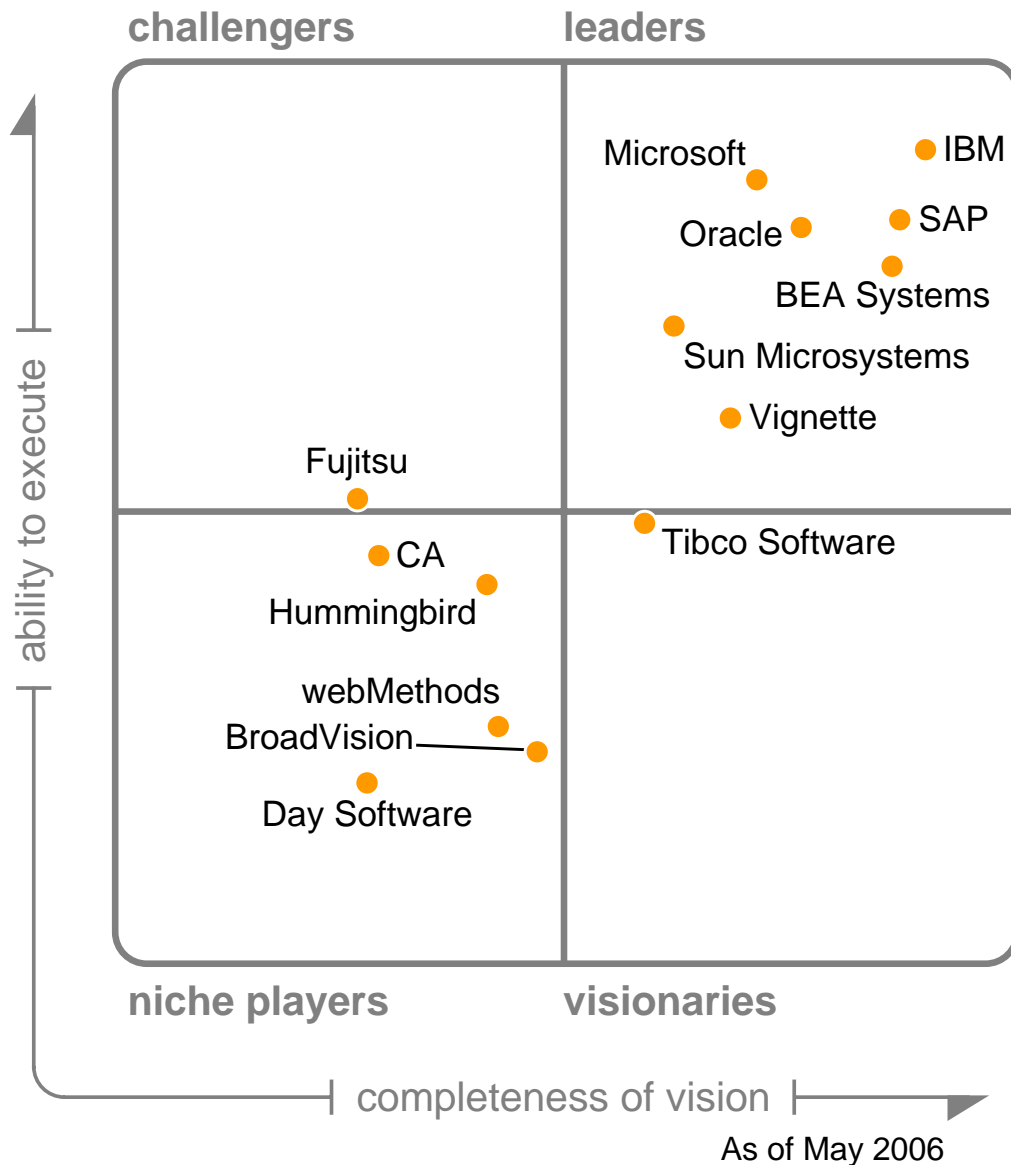 challengers
leaders
IBM
Microsoft
SAP
Oracle
BEA Systems
Sun Microsystems
Vignette
Fujitsu
Tibco Software
CA
Hummingbird
webMethods
BroadVision
Day Software
ability to execute
niche players
visionaries
completeness of vision
As of May 2006